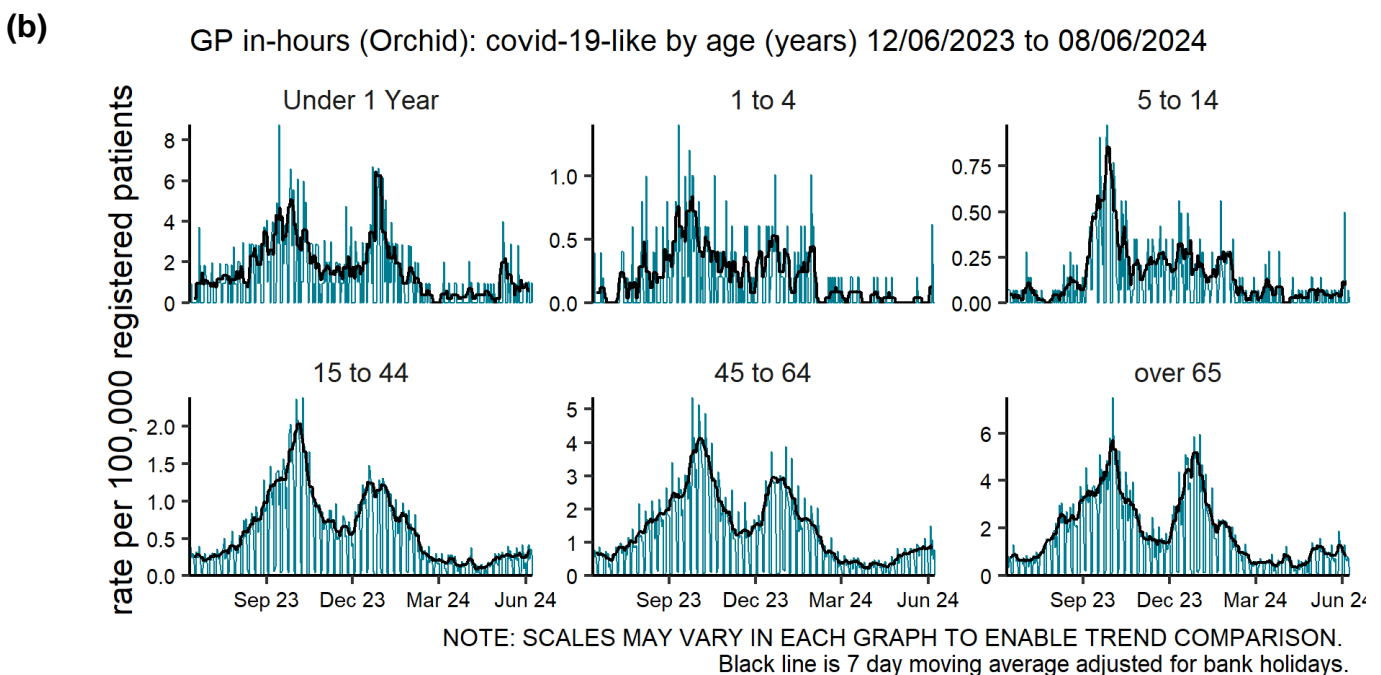 (b)
GP in-hours (Orchid): covid-19-like by age (years) 12/06/2023 to 08/06/2024
rate per 100,000 registered patients
Under 1 Year
8
6
4
2
0
1 to 4
1.0
0.5
0.0
5 to 14
0.75
0.50
0.25
0.00
15 to 44
2.0
1.5
1.0
0.5
0.0
Sep 23 Dec 23 Mar 24 Jun 24
45 to 64
5
4
3
2
1
0
Sep 23 Dec 23 Mar 24 Jun 24
over 65
6
4
2
0
Sep 23 Dec 23 Mar 24 Jun 2
NOTE: SCALES MAY VARY IN EACH GRAPH TO ENABLE TREND COMPARISON.
Black line is 7 day moving average adjusted for bank holidays.